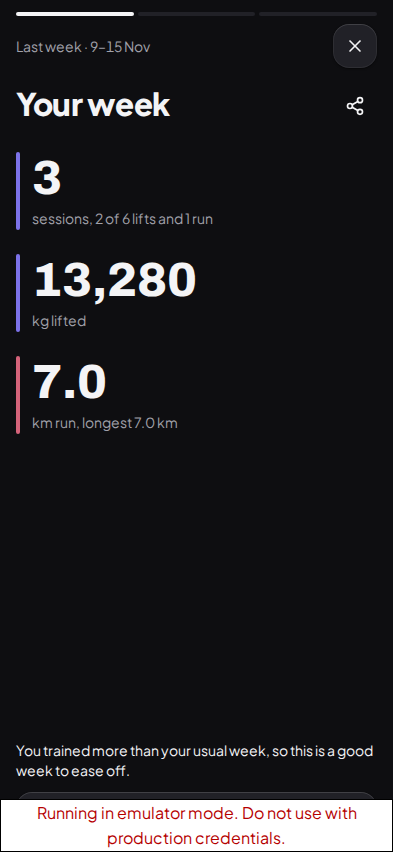 Last week · 9–15 Nov
Your week
3
sessions, 2 of 6 lifts and 1 run
13,280
kg lifted
7.0
km run, longest 7.0 km
You trained more than your usual week, so this is a good
week to ease off.
Running in emulator mode. Do not use with
production credentials.